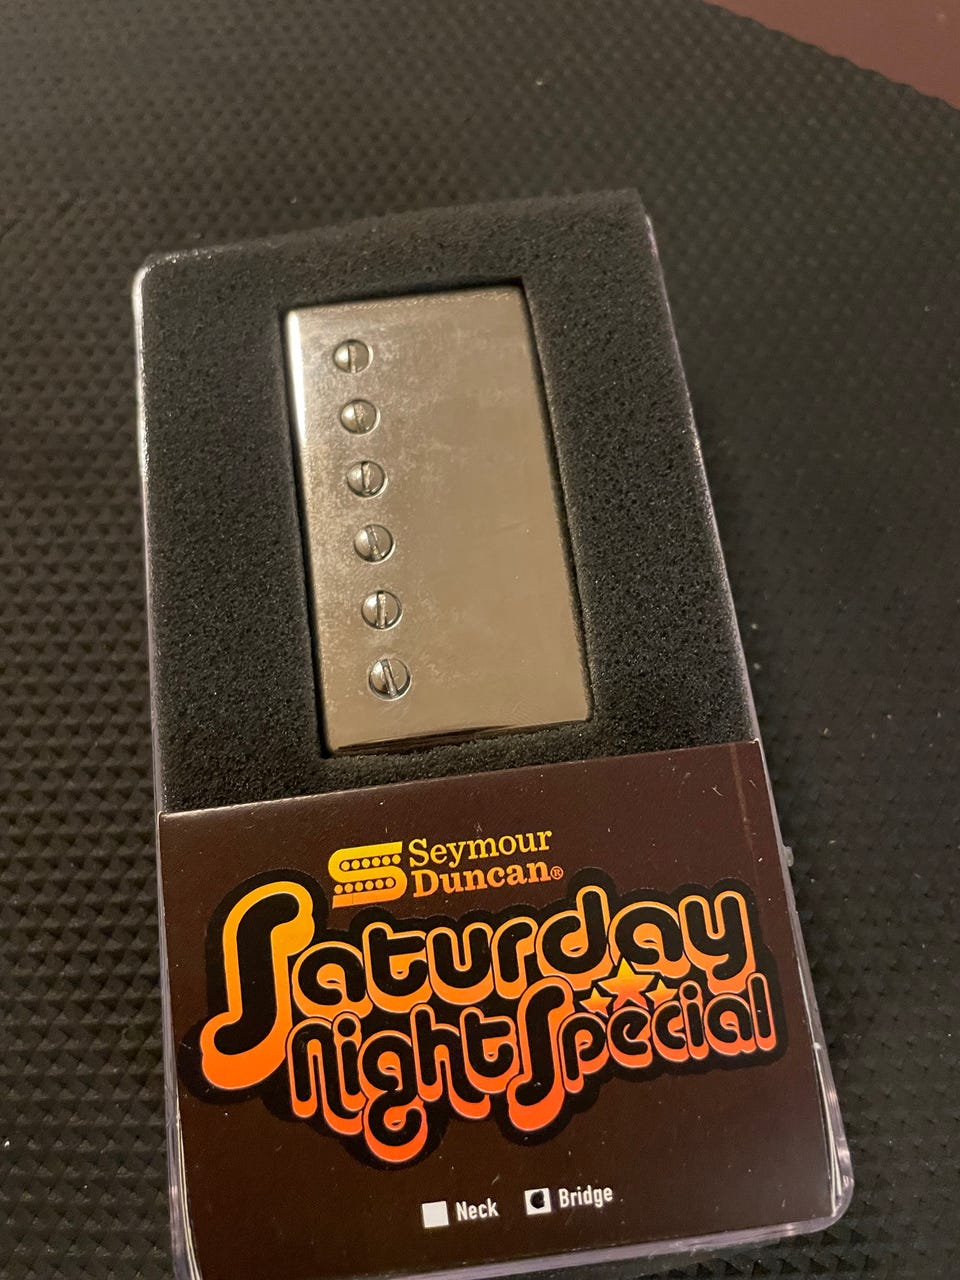 Seymour
Duncan®
Saturday
Night Special
Neck Bridge